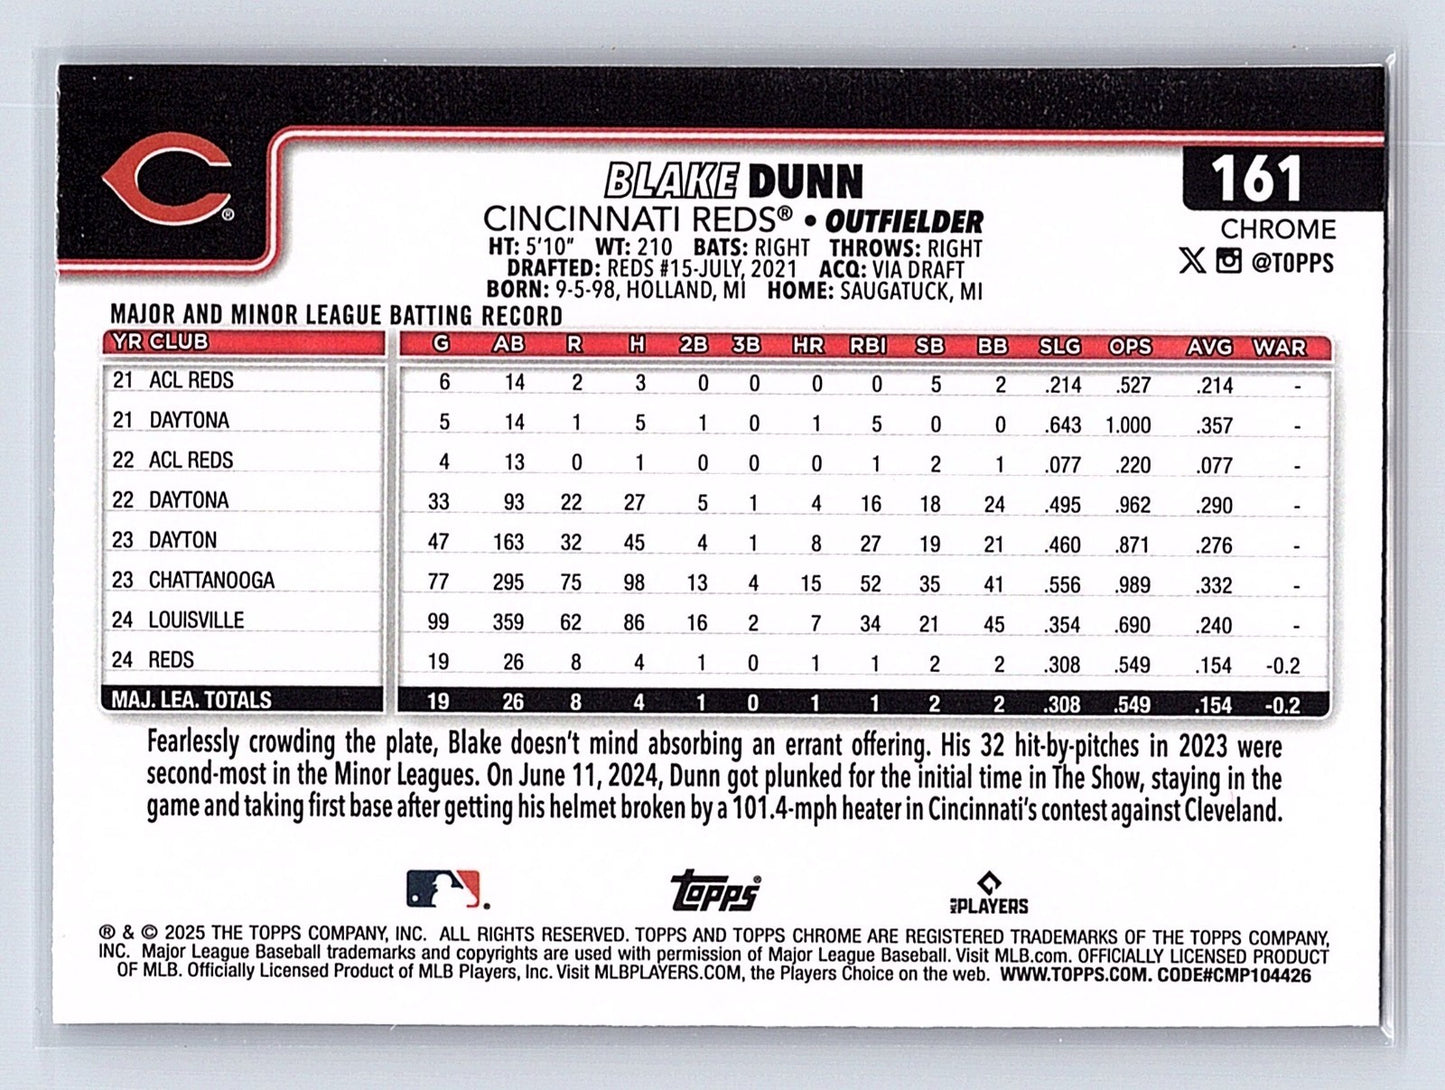 161
BLAKE DUNN
CINCINNATI REDS® • OUTFIELDER
CHROME
HT: 5'10" WT: 210 BATS: RIGHT THROWS: RIGHT
@TOPPS
DRAFTED: REDS #15-JULY, 2021 ACQ: VIA DRAFT
BORN: 9-5-98, HOLLAND, MI HOME: SAUGATUCK, MI
®
MAJOR AND MINOR LEAGUE BATTING RECORD
YR CLUB G AB R H 2B 3B HR RBI SB BB SLG OPS AVG WAR
21 ACL REDS 6 14 2 3 0 0 0 0 5 2 .214 .527 .214 -
21 DAYTONA 5 14 1 5 1 0 1 5 0 0 .643 1.000 .357 -
22 ACL REDS 4 13 0 1 0 0 0 1 2 1 .077 .220 .077 -
22 DAYTONA 33 93 22 27 5 1 4 16 18 24 .495 .962 .290 -
23 DAYTON 47 163 32 45 4 1 8 27 19 21 .460 .871 .276 -
23 CHATTANOOGA 77 295 75 98 13 4 15 52 35 41 .556 .989 .332 -
24 LOUISVILLE 99 359 62 86 16 2 7 34 21 45 .354 .690 .240 -
24 REDS 19 26 8 4 1 0 1 1 2 2 .308 .549 .154 -0.2
MAJ. LEA. TOTALS 19 26 8 4 1 0 1 1 2 2 .308 .549 .154 -0.2
Fearlessly crowding the plate, Blake doesn't mind absorbing an errant offering. His 32 hit-by-pitches in 2023 were
second-most in the Minor Leagues. On June 11, 2024, Dunn got plunked for the initial time in The Show, staying in the
game and taking first base after getting his helmet broken by a 101.4-mph heater in Cincinnati's contest against Cleveland.
Topps®
MLB PLAYERS
® & © 2025 THE TOPPS COMPANY, INC. ALL RIGHTS RESERVED. TOPPS AND TOPPS CHROME ARE REGISTERED TRADEMARKS OF THE TOPPS COMPANY,
INC. Major League Baseball trademarks and copyrights are used with permission of Major League Baseball. Visit MLB.com. OFFICIALLY LICENSED PRODUCT
OF MLB. Officially Licensed Product of MLB Players, Inc. Visit MLBPLAYERS.COM, the Players Choice on the web. WWW.TOPPS.COM. CODE#CMP104426